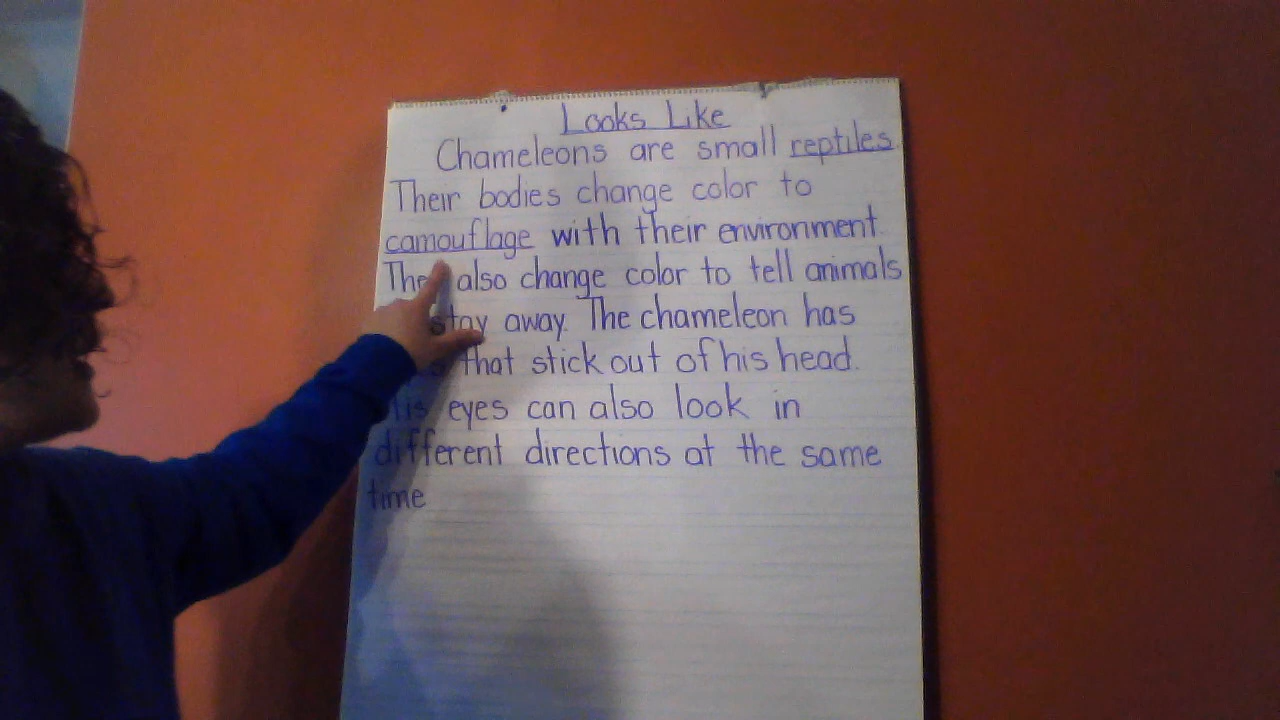 Looks Like
Chameleons are small reptiles.
Their bodies change color to
camouflage with their environment.
The also change color to tell animals
stay away. The chameleon has
that stick out of his head.
His eyes can also look in
different directions at the same
time